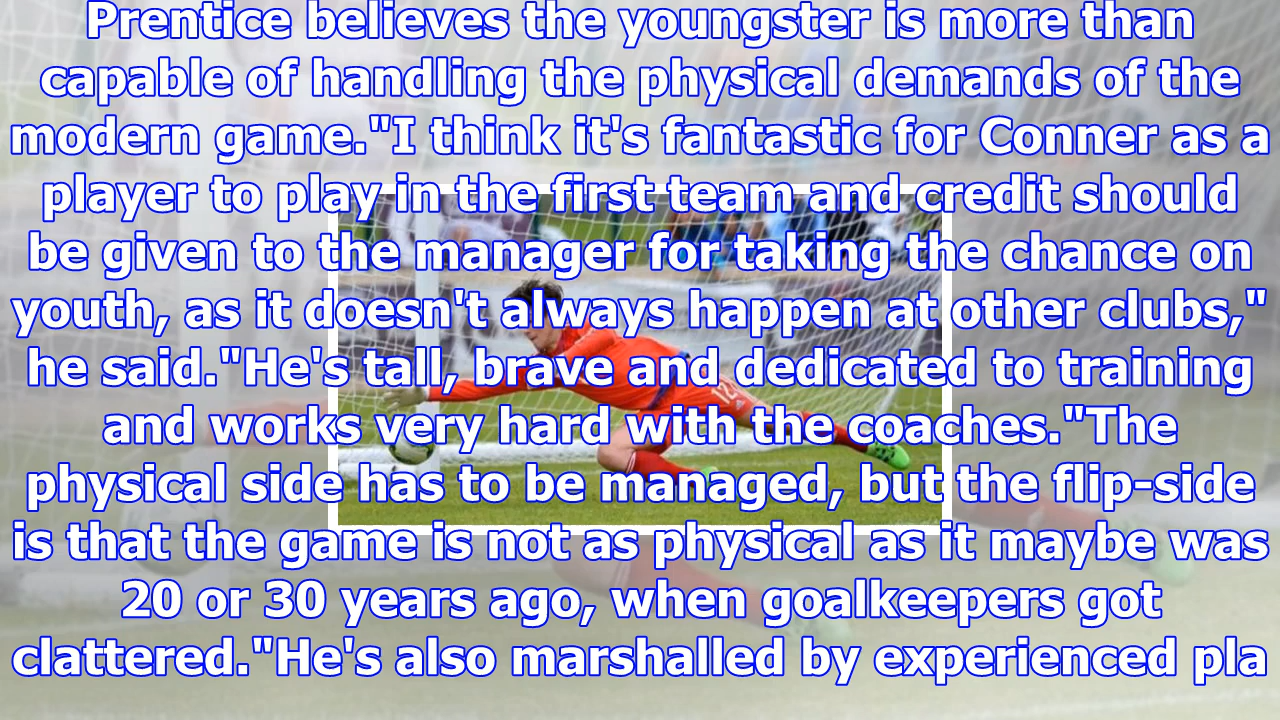 Prentice believes the youngster is more than
capable of handling the physical demands of the
modern game."I think it's fantastic for Conner as a
player to play in the first team and credit should
be given to the manager for taking the chance on
youth, as it doesn't always happen at other clubs,"
he said."He's tall, brave and dedicated to training
and works very hard with the coaches."The
physical side has to be managed, but the flip-side
is that the game is not as physical as it maybe was
20 or 30 years ago, when goalkeepers got
clattered."He's also marshalled by experienced pla
12